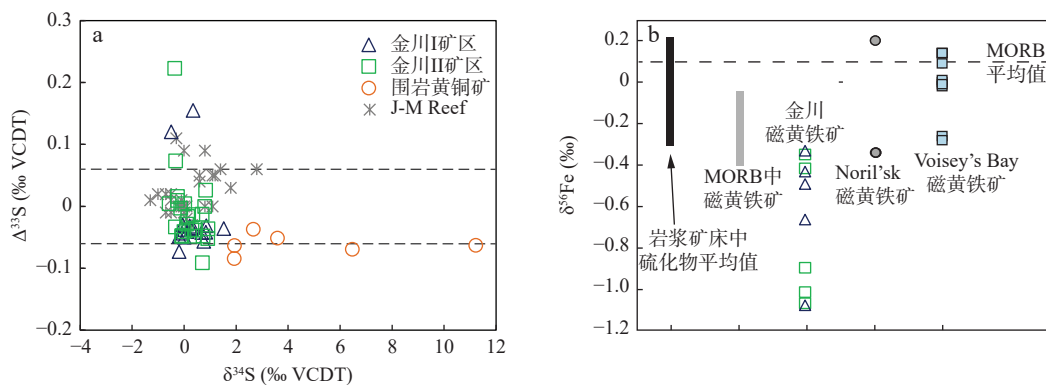 a
金川I矿区
金川II矿区
围岩黄铜矿
J-M Reef
0.3
0.2
0.1
0
−0.1
−0.2
Δ³³S (‰ VCDT)
−4
−2
0
2
4
6
8
10
12
δ³⁴S (‰ VCDT)
b
0.2
0
−0.2
−0.4
−0.6
−0.8
−1.0
−1.2
δ⁵⁶Fe (‰)
MORB
平均值
金川
磁黄铁矿
MORB中
磁黄铁矿
Noril'sk
磁黄铁矿
Voisey's Bay
磁黄铁矿
岩浆矿床中
硫化物平均值